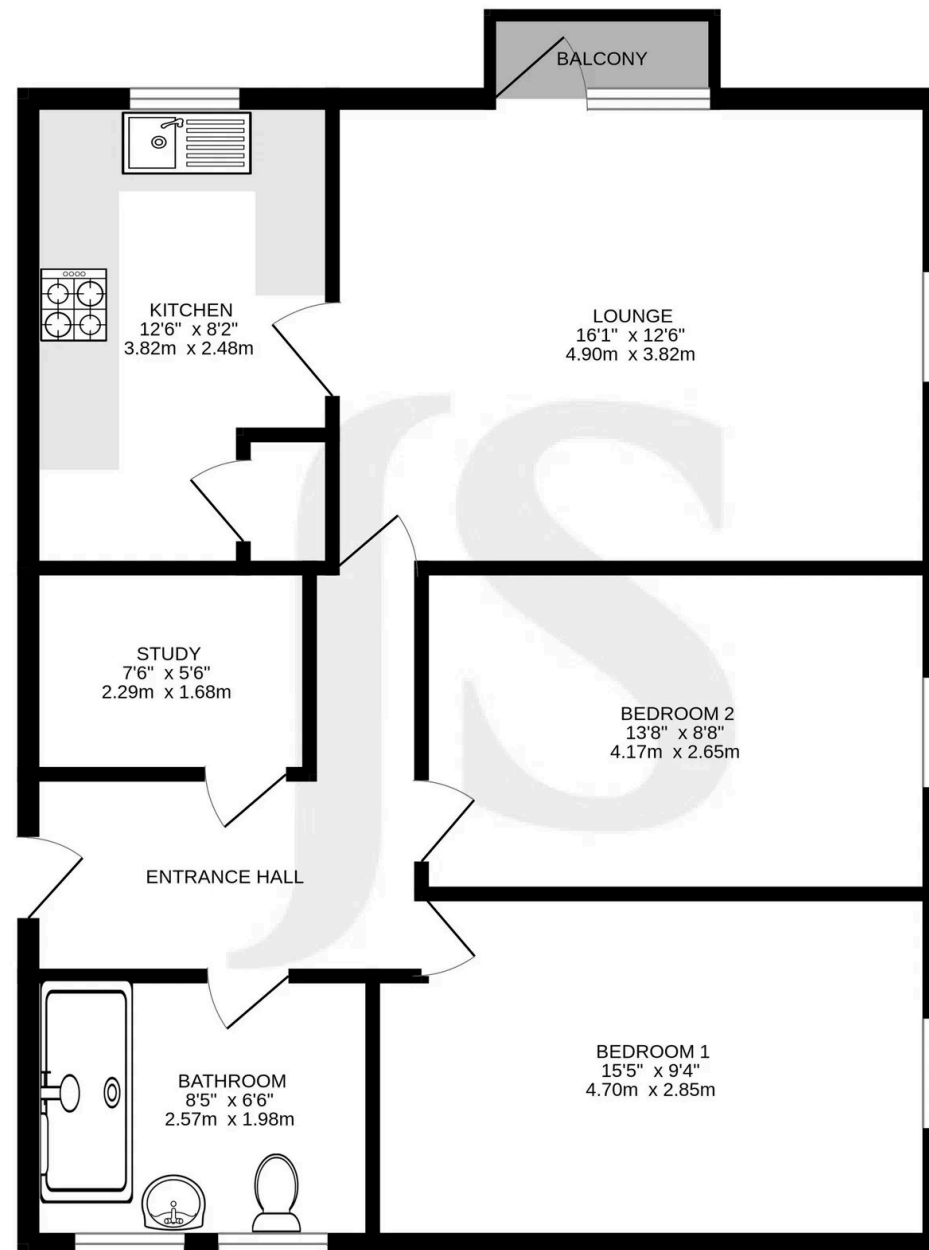 BALCONY
KITCHEN
12'6" x 8'2"
3.82m x 2.48m
LOUNGE
16'1" x 12'6"
4.90m x 3.82m
STUDY
7'6" x 5'6"
2.29m x 1.68m
BEDROOM 2
13'8" x 8'8"
4.17m x 2.65m
ENTRANCE HALL
BEDROOM 1
15'5" x 9'4"
4.70m x 2.85m
BATHROOM
8'5" x 6'6"
2.57m x 1.98m
JS